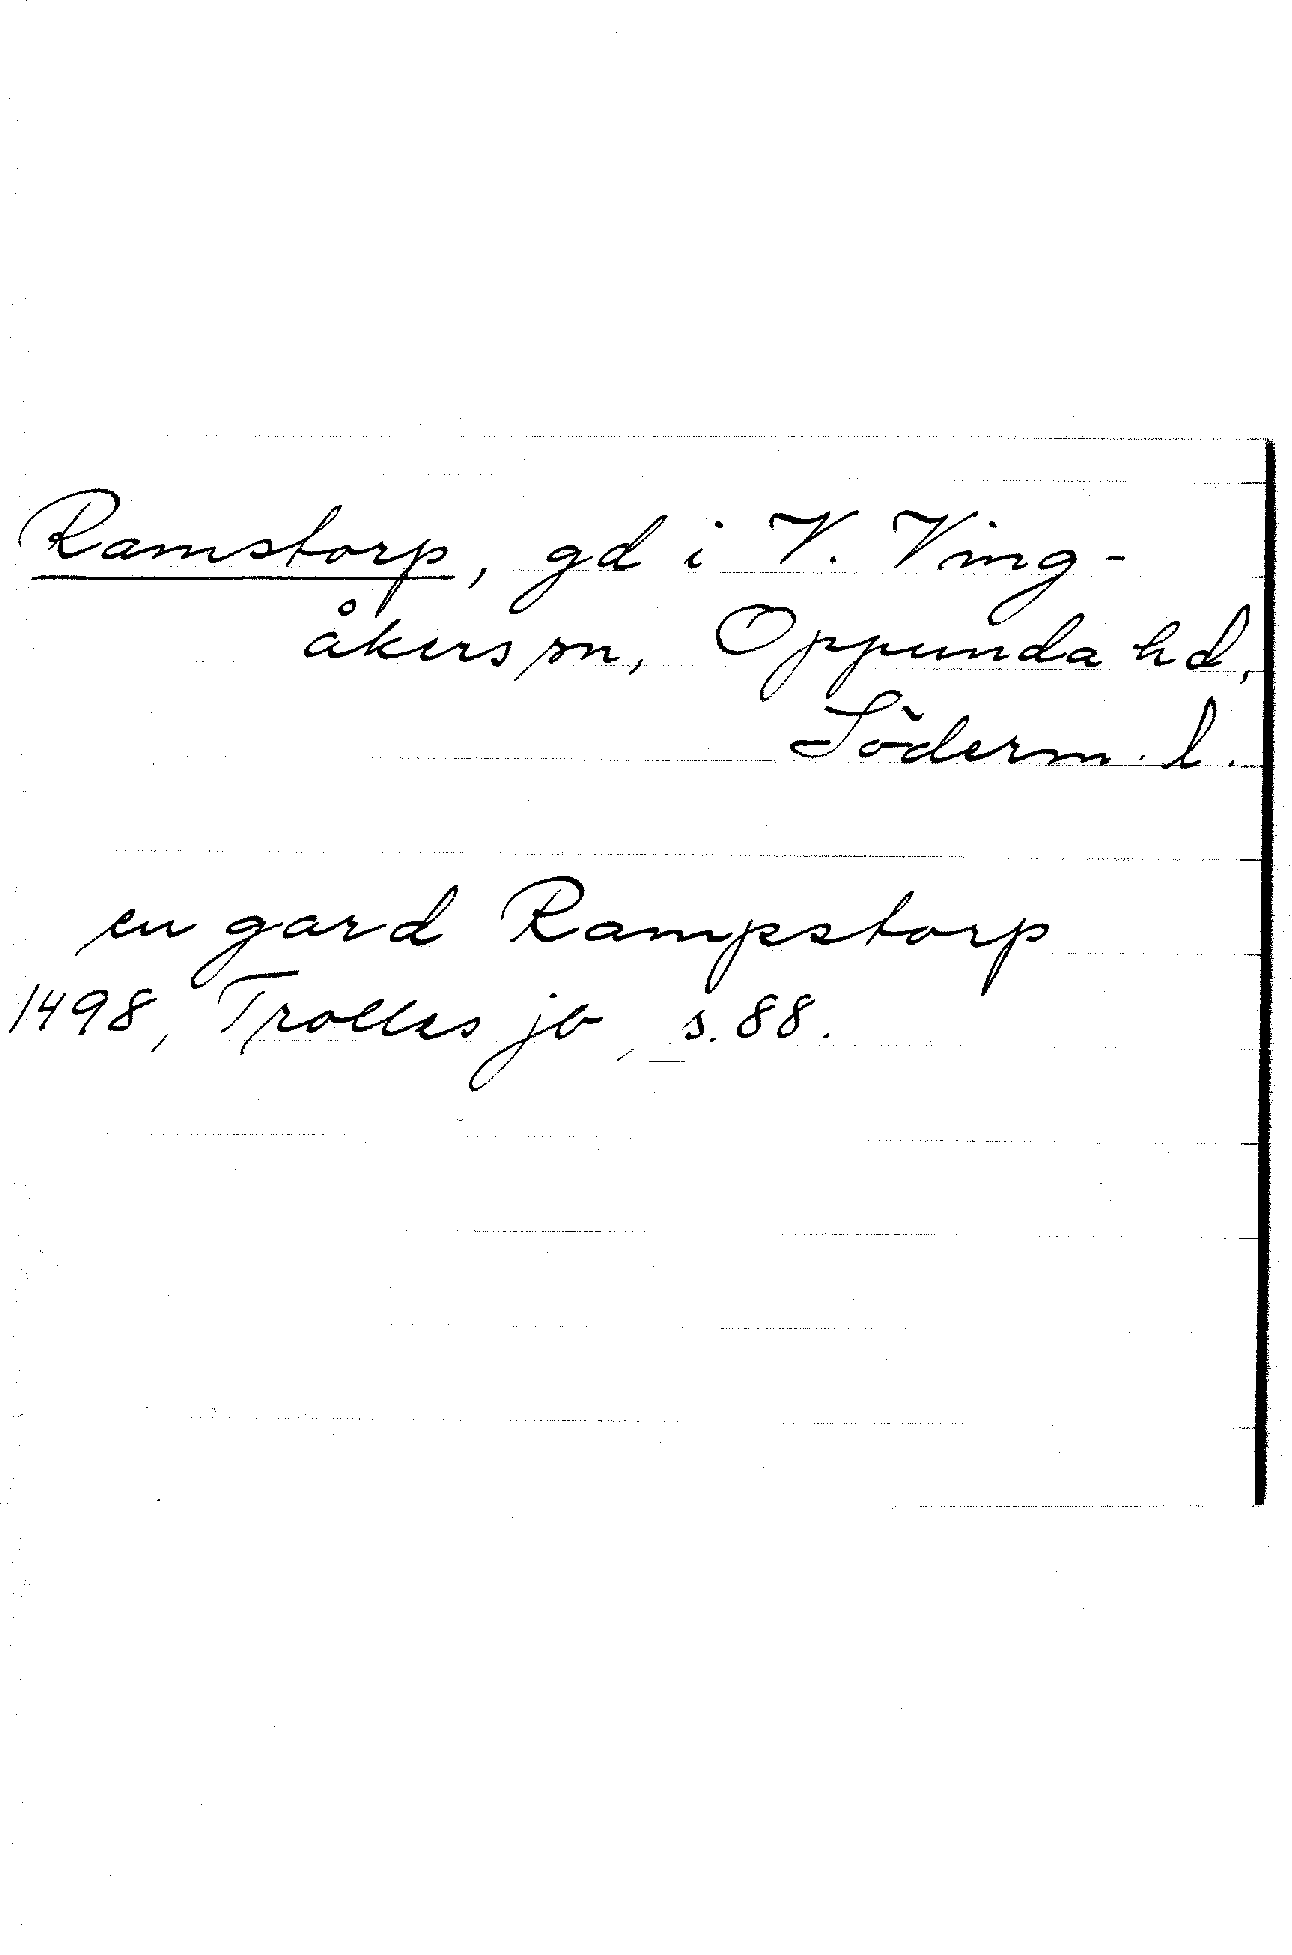 Ramstorp, gd i V. Ving-
åkers sn, Oppunda hd,
Söderm. l.
en gard Rampstorp
1498, Trolles jb, s. 88.